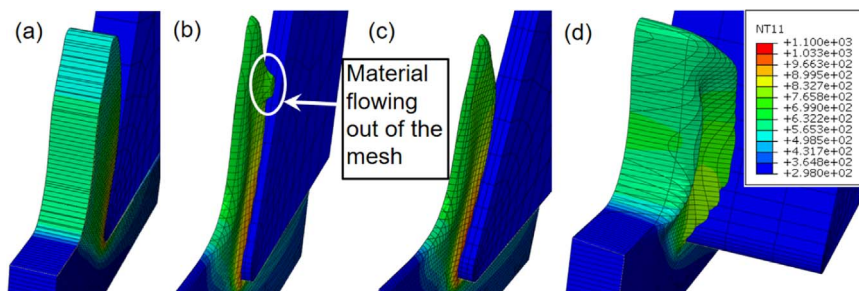 (a)
(b)
(c)
(d)
Material
flowing
out of the
mesh
NT11
+1.100e+03
+1.033e+03
+9.662e+02
+8.995e+02
+8.327e+02
+7.658e+02
+6.990e+02
+6.322e+02
+5.653e+02
+4.985e+02
+4.317e+02
+3.648e+02
+2.980e+02